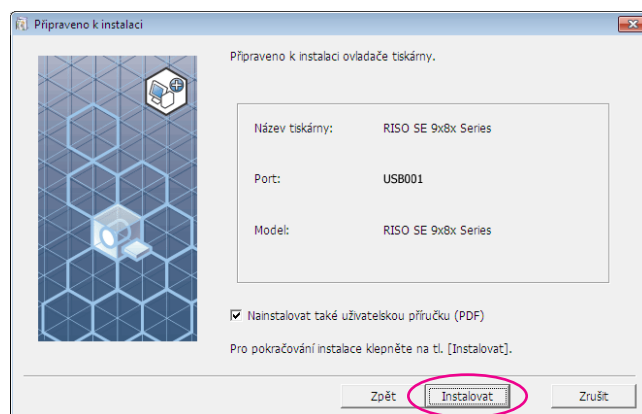 Připraveno k instalaci
Připraveno k instalaci ovladače tiskárny.
Název tiskárny: RISO SE 9x8x Series
Port: USB001
Model: RISO SE 9x8x Series
Nainstalovat také uživatelskou příručku (PDF)
Pro pokračování instalace klepněte na tl. [Instalovat].
Zpět Instalovat Zrušit